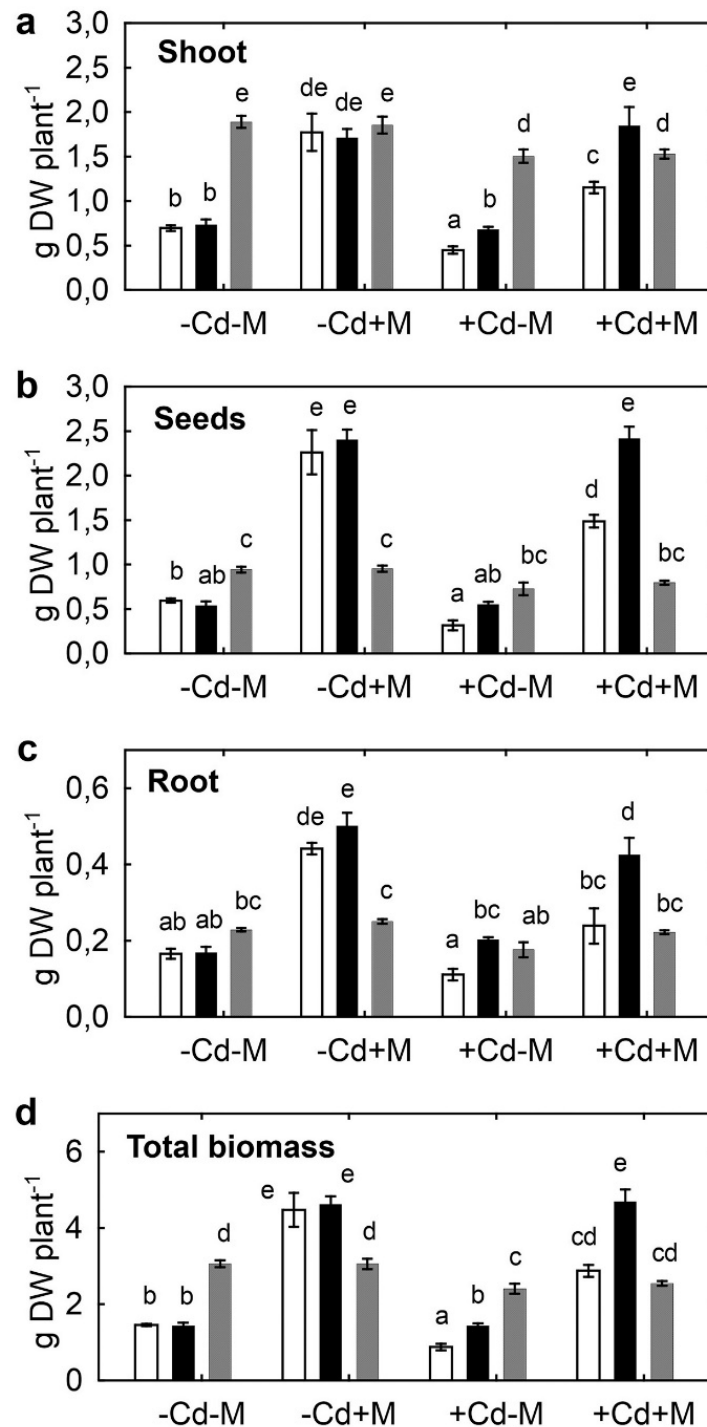 a
Shoot
g DW plant⁻¹
3,0
2,5
2,0
1,5
1,0
0,5
0,0
b b e de de e a b d c e d
-Cd-M -Cd+M +Cd-M +Cd+M
b
Seeds
g DW plant⁻¹
3,0
2,5
2,0
1,5
1,0
0,5
0,0
b ab c e e c a ab bc d e bc
-Cd-M -Cd+M +Cd-M +Cd+M
c
Root
g DW plant⁻¹
0,6
0,4
0,2
0,0
ab ab bc de e c a bc ab bc d bc
-Cd-M -Cd+M +Cd-M +Cd+M
d
Total biomass
g DW plant⁻¹
6
4
2
0
b b d e e d a b c cd e cd
-Cd-M -Cd+M +Cd-M +Cd+M